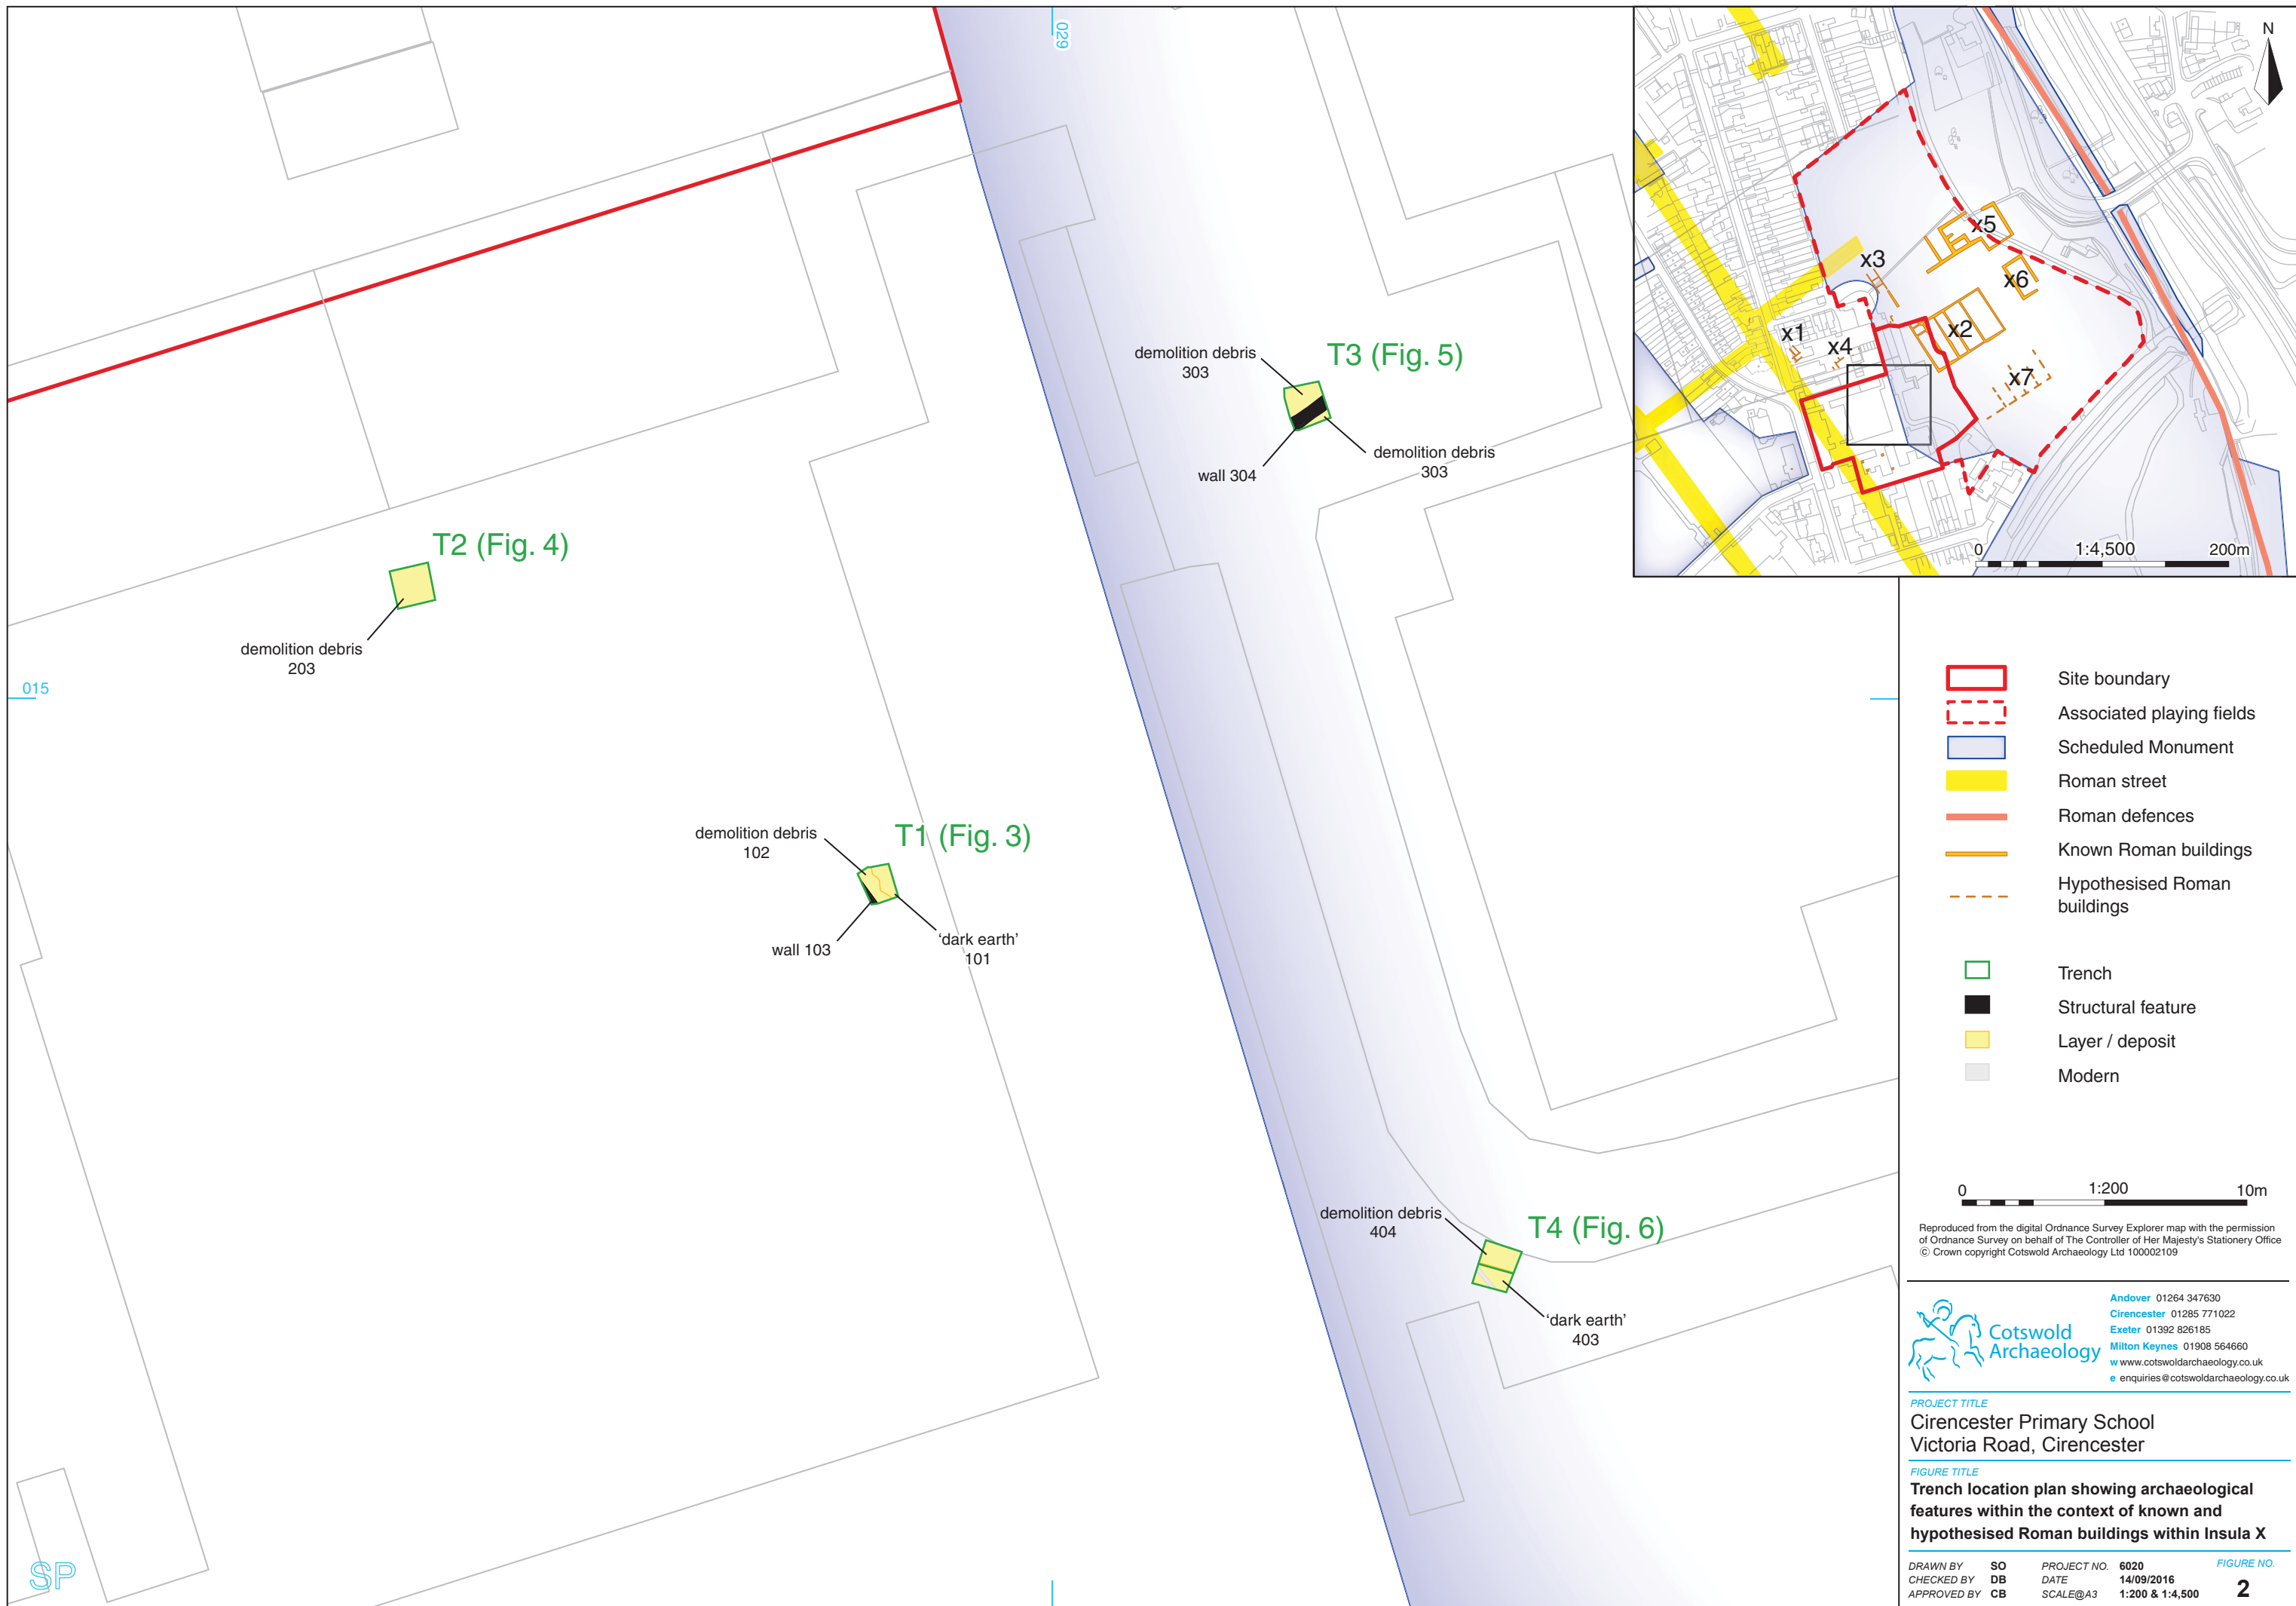 029
T3 (Fig. 5)
demolition debris
303
demolition debris
303
wall 304
T2 (Fig. 4)
demolition debris
203
015
T1 (Fig. 3)
demolition debris
102
wall 103
‘dark earth’
101
demolition debris
404
T4 (Fig. 6)
‘dark earth’
403
SP
N
x5
x3
x6
x1
x4
x2
x7
0 1:4,500 200m
Site boundary
Associated playing fields
Scheduled Monument
Roman street
Roman defences
Known Roman buildings
Hypothesised Roman
buildings
Trench
Structural feature
Layer / deposit
Modern
0 1:200 10m
Reproduced from the digital Ordnance Survey Explorer map with the permission
of Ordnance Survey on behalf of The Controller of Her Majesty's Stationery Office
© Crown copyright Cotswold Archaeology Ltd 100002109
Cotswold
Archaeology
Andover 01264 347630
Cirencester 01285 771022
Exeter 01392 826185
Milton Keynes 01908 564660
w www.cotswoldarchaeology.co.uk
e enquiries@cotswoldarchaeology.co.uk
PROJECT TITLE
Cirencester Primary School
Victoria Road, Cirencester
FIGURE TITLE
Trench location plan showing archaeological
features within the context of known and
hypothesised Roman buildings within Insula X
DRAWN BY SO PROJECT NO. 6020 FIGURE NO.
CHECKED BY DB DATE 14/09/2016
APPROVED BY CB SCALE@A3 1:200 & 1:4,500 2